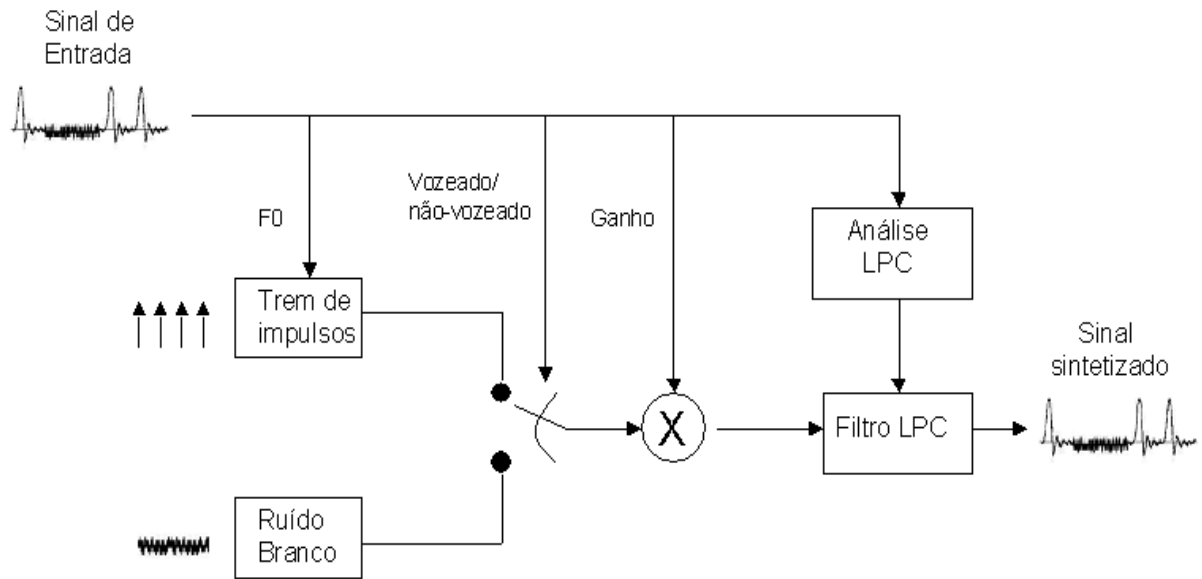 Sinal de
Entrada
Vozeado/
não-vozeado
F0
Ganho
Análise
LPC
Trem de
impulsos
Sinal
sintetizado
X
Filtro LPC
Ruído
Branco